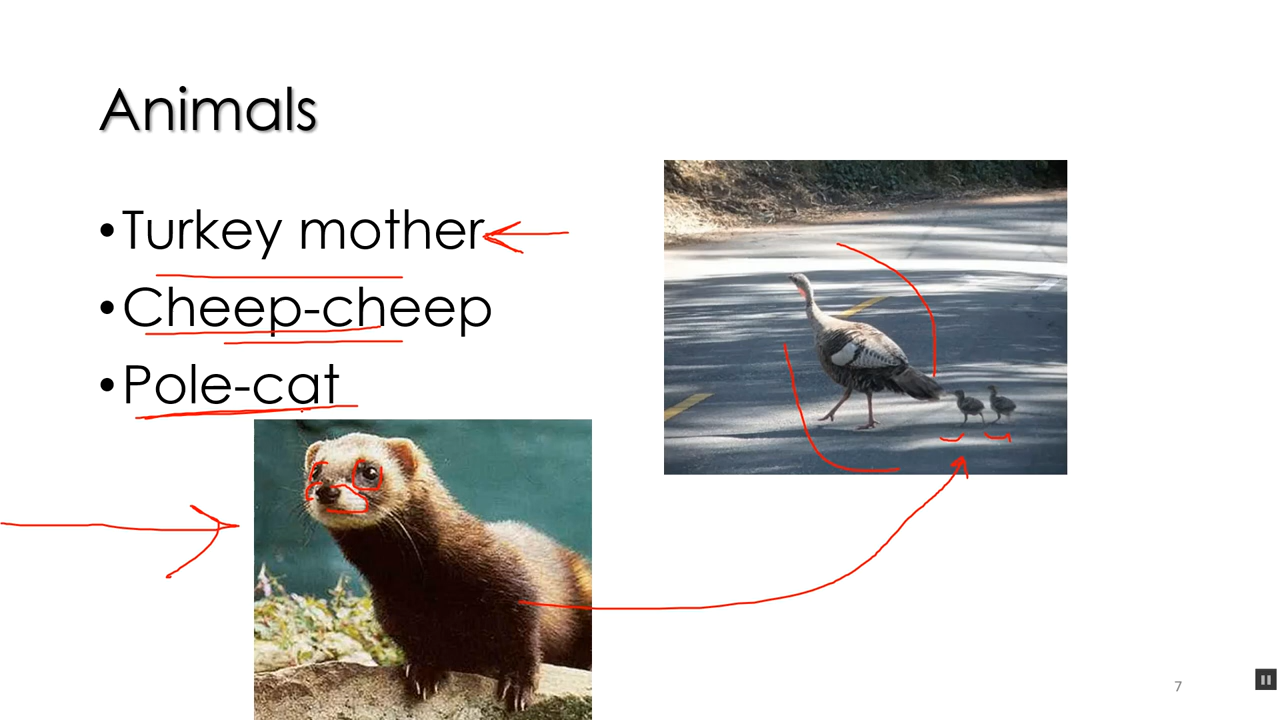 Animals
•Turkey mother
•Cheep-cheep
•Pole-cat
7